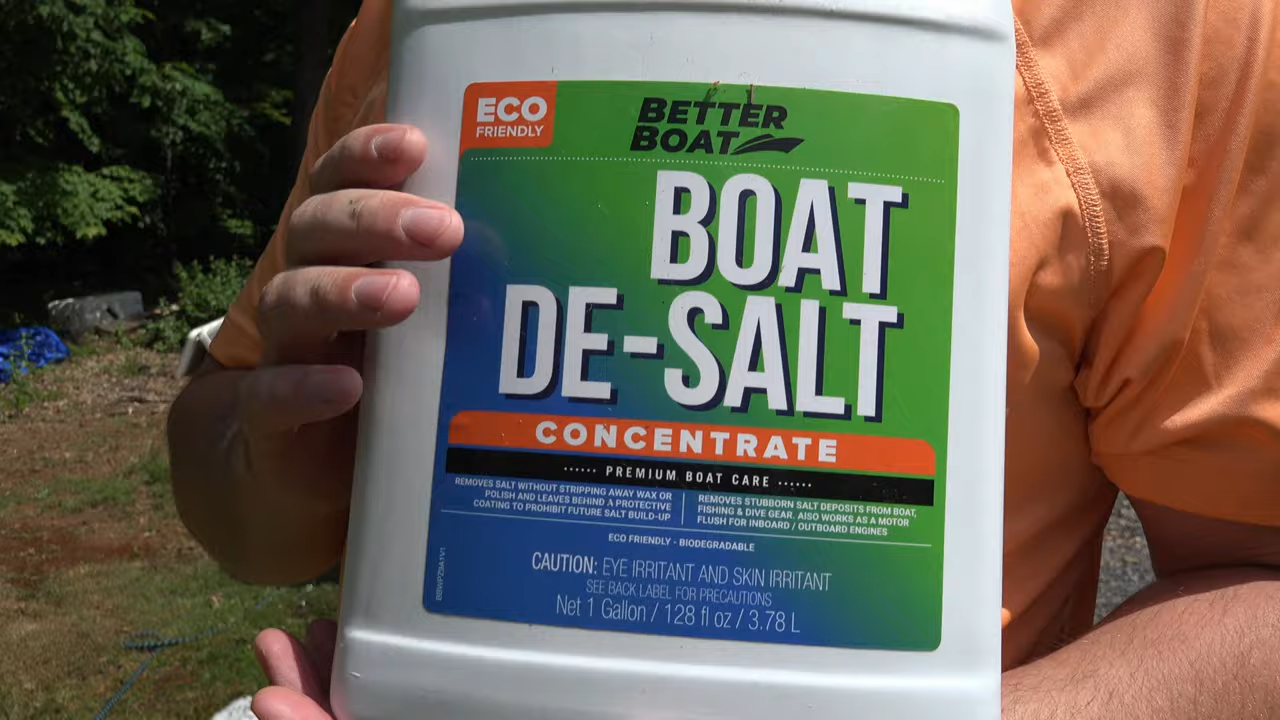 ECO
FRIENDLY
BETTER
BOAT
BOAT
DE-SALT
CONCENTRATE
...... PREMIUM BOAT CARE ......
REMOVES SALT WITHOUT STRIPPING AWAY WAX OR
POLISH AND LEAVES BEHIND A PROTECTIVE
COATING TO PROHIBIT FUTURE SALT BUILD-UP
REMOVES STUBBORN SALT DEPOSITS FROM BOAT,
FISHING & DIVE GEAR. ALSO WORKS AS A MOTOR
FLUSH FOR INBOARD / OUTBOARD ENGINES
ECO FRIENDLY - BIODEGRADABLE
CAUTION: EYE IRRITANT AND SKIN IRRITANT
SEE BACK LABEL FOR PRECAUTIONS
Net 1 Gallon / 128 fl oz / 3.78 L